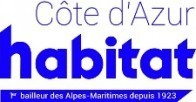 Côte d'Azur
habitat
1er bailleur des Alpes-Maritimes depuis 1923